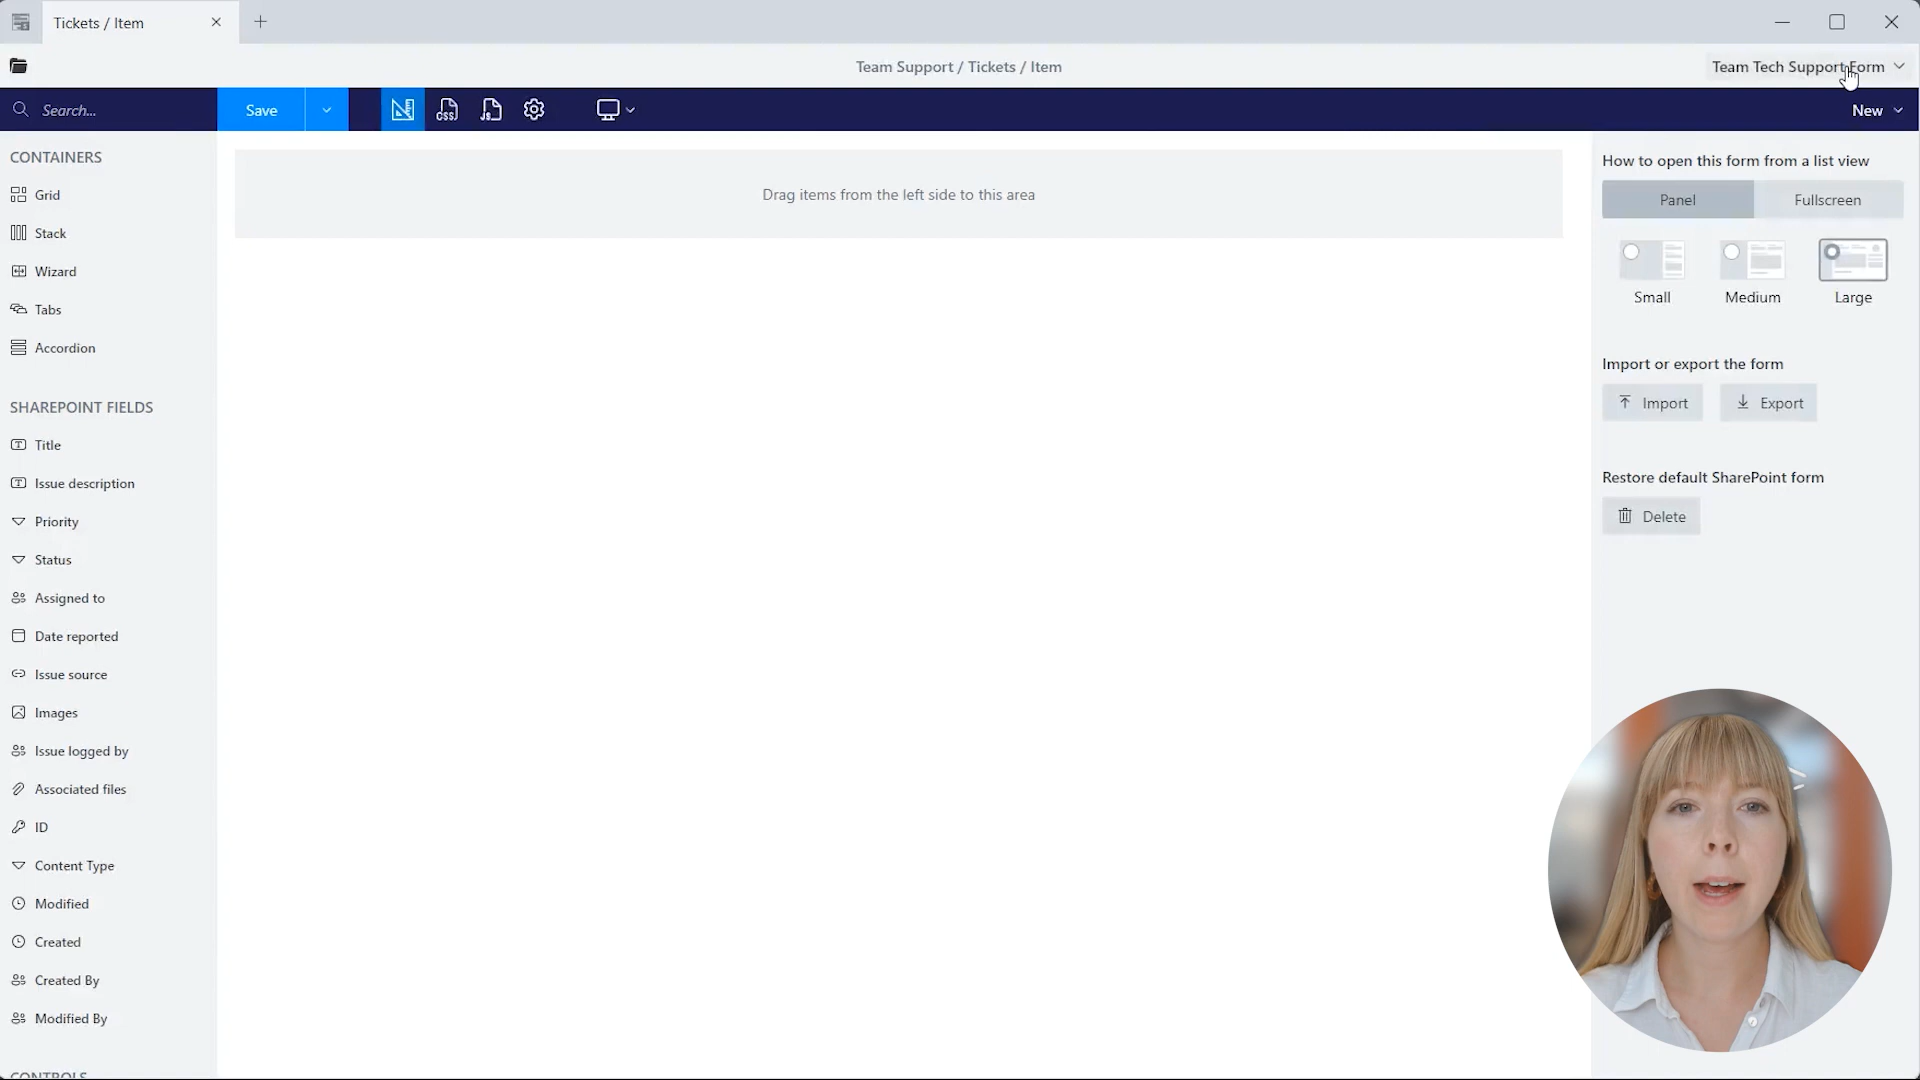 Tickets / Item
Team Support / Tickets / Item
Team Tech Support Form
Search...
Save
CSS
Js
New
CONTAINERS
Grid
Stack
Wizard
Tabs
Accordion
SHAREPOINT FIELDS
Title
Issue description
Priority
Status
Assigned to
Date reported
Issue source
Images
Issue logged by
Associated files
ID
Content Type
Modified
Created
Created By
Modified By
CONTROLS
Drag items from the left side to this area
How to open this form from a list view
Panel Fullscreen
Small Medium Large
Import or export the form
Import Export
Restore default SharePoint form
Delete